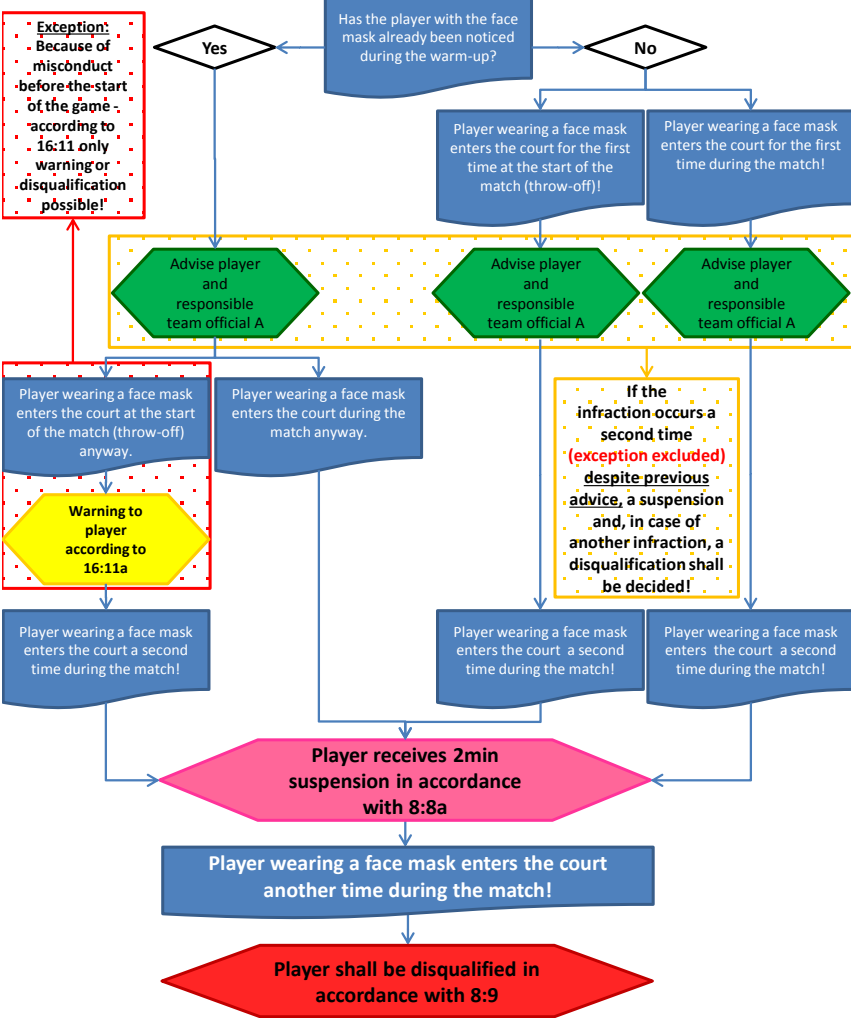 Has the player with the face
mask already been noticed
during the warm-up?
Yes
No
Exception:
Because of
misconduct
before the start
of the game -
according to
16:11 only
warning or
disqualification
possible!
Player wearing a face mask
enters the court for the first
time at the start of the
match (throw-off)!
Player wearing a face mask
enters the court for the first
time during the match!
Advise player
and
responsible
team official A
Advise player
and
responsible
team official A
Advise player
and
responsible
team official A
Player wearing a face mask
enters the court at the start
of the match (throw-off)
anyway.
Player wearing a face mask
enters the court during the
match anyway.
If the
infraction occurs a
second time
(exception excluded)
despite previous
advice, a suspension
and, in case of
another infraction, a
disqualification shall
be decided!
Warning to
player
according to
16:11a
Player wearing a face mask
enters the court a second
time during the match!
Player wearing a face mask
enters the court a second
time during the match!
Player wearing a face mask
enters the court a second
time during the match!
Player receives 2min
suspension in accordance
with 8:8a
Player wearing a face mask enters the court
another time during the match!
Player shall be disqualified in
accordance with 8:9